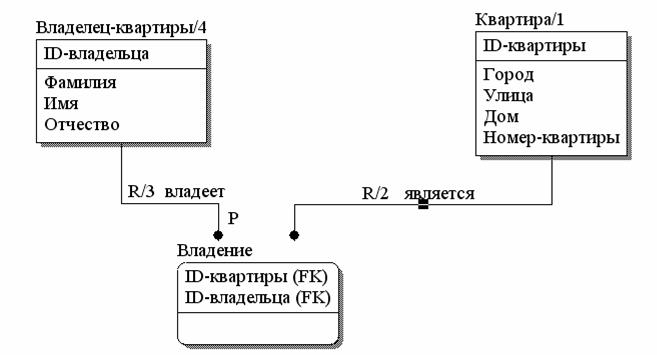 Владелец-квартиры/4
ID-владельца
Фамилия
Имя
Отчество
Квартира/1
ID-квартиры
Город
Улица
Дом
Номер-квартиры
R/3 владеет
P
R/2 является
Владение
ID-квартиры (FK)
ID-владельца (FK)